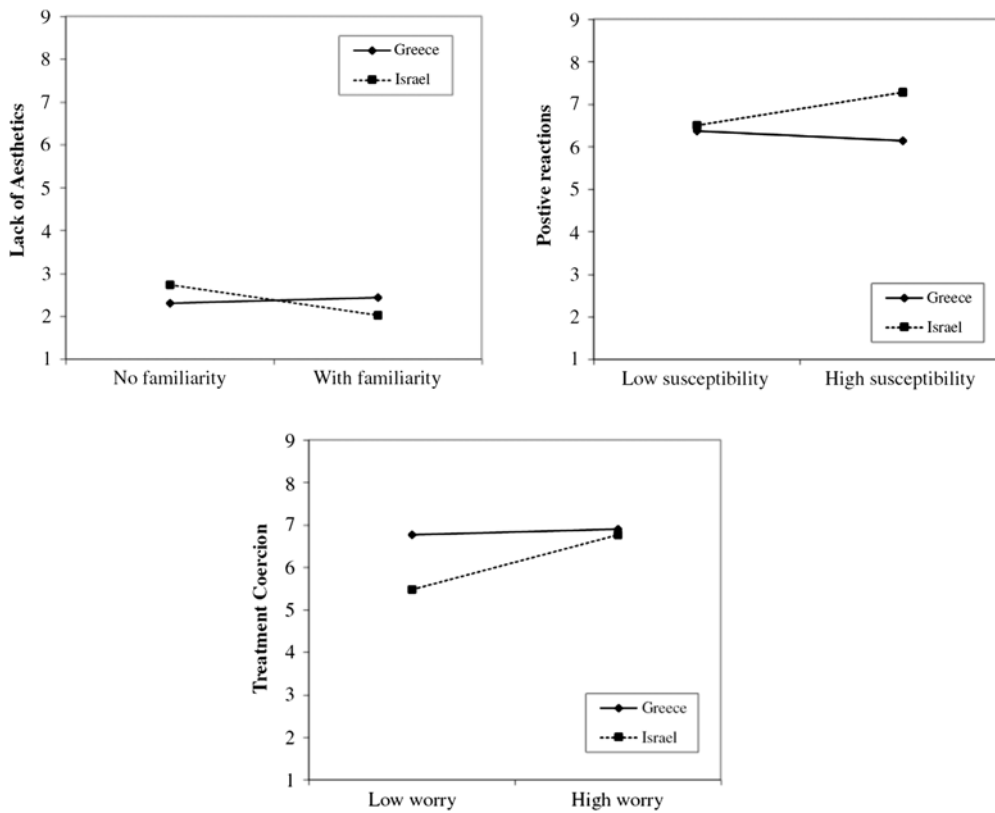 9
8
7
6
5
4
3
2
1
Lack of Aesthetics
Greece
Israel
No familiarity
With familiarity
9
8
7
6
5
4
3
2
1
Postive reactions
Greece
Israel
Low susceptibility
High susceptibility
9
8
7
6
5
4
3
2
1
Treatment Coercion
Greece
Israel
Low worry
High worry